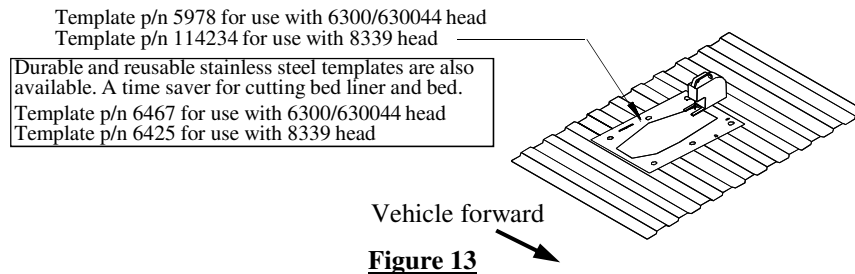 Template p/n 5978 for use with 6300/630044 head
Template p/n 114234 for use with 8339 head
Durable and reusable stainless steel templates are also
available. A time saver for cutting bed liner and bed.
Template p/n 6467 for use with 6300/630044 head
Template p/n 6425 for use with 8339 head
Vehicle forward
Figure 13